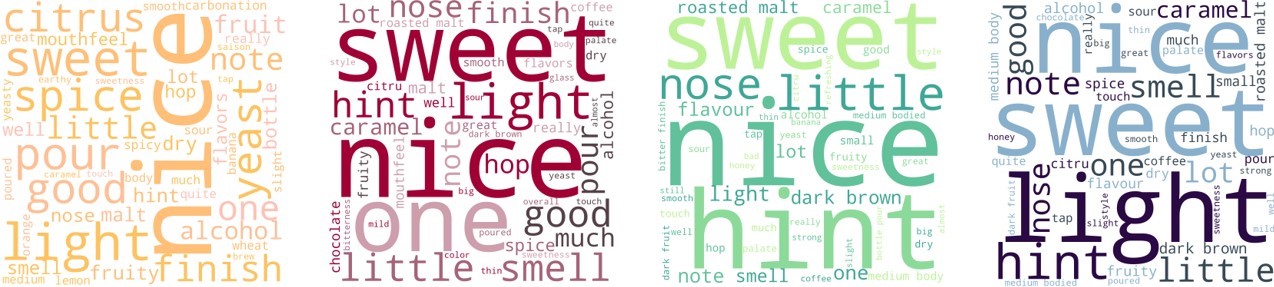 citrus
smooth
carbonation
great
mouthfeel
fruit
really
sweet
nice
note
saison
earthy
sweetness
tap
lot
hop
yeasty
spice
flavors
yeast
bottle
well
little
sour
spicy
dry
banana
pour
caramel
touch
body
much
poured
good
hint
quite
slight
one
nose
malt
alcohol
orange
light
wheat
brew
smell
fruity
finish
medium
lemon
lot
nose
finish
coffee
roasted malt
quite
tap
palate
sweet
body
dry
style
smooth
flavors
glass
citru
malt
hint
well
sour
light
almost
alcohol
caramel
great
really
dark brown
nice
note
hop
pour
fruity
mouthfeel
yeast
big
one
overall
touch
chocolate
bitterness
mild
good
poured
much
spice
color
sweetness
little
thin
smell
roasted malt
caramel
sweet
spice
good
style
nose
little
citru
refreshing
flavour
thin
alcohol
medium bodied
banana
bitter finish
nice
tap
yeast
small
sour
bad
honey
lot
fruity
sweetness
great
still
smooth
light
dark brown
touch
hint
really
almost
well
much
strong
big
dry
hop
palate
slight
bottle pour
dark fruit
note
smell
coffee
one
medium body
good
alcohol
chocolate
sour
caramel
nice
really
thin
much
big
great
palate
flavors
roasted malt
medium body
note
spice
touch
smell
small
sweet
honey
smooth
finish
hop
quite
citru
one
coffee
yeast
dry
lot
pour
strong
nose
flavour
light
dark fruit
tap
style
slight
sweetness
well
mild
hint
dark brown
fruity
little
medium bodied
poured